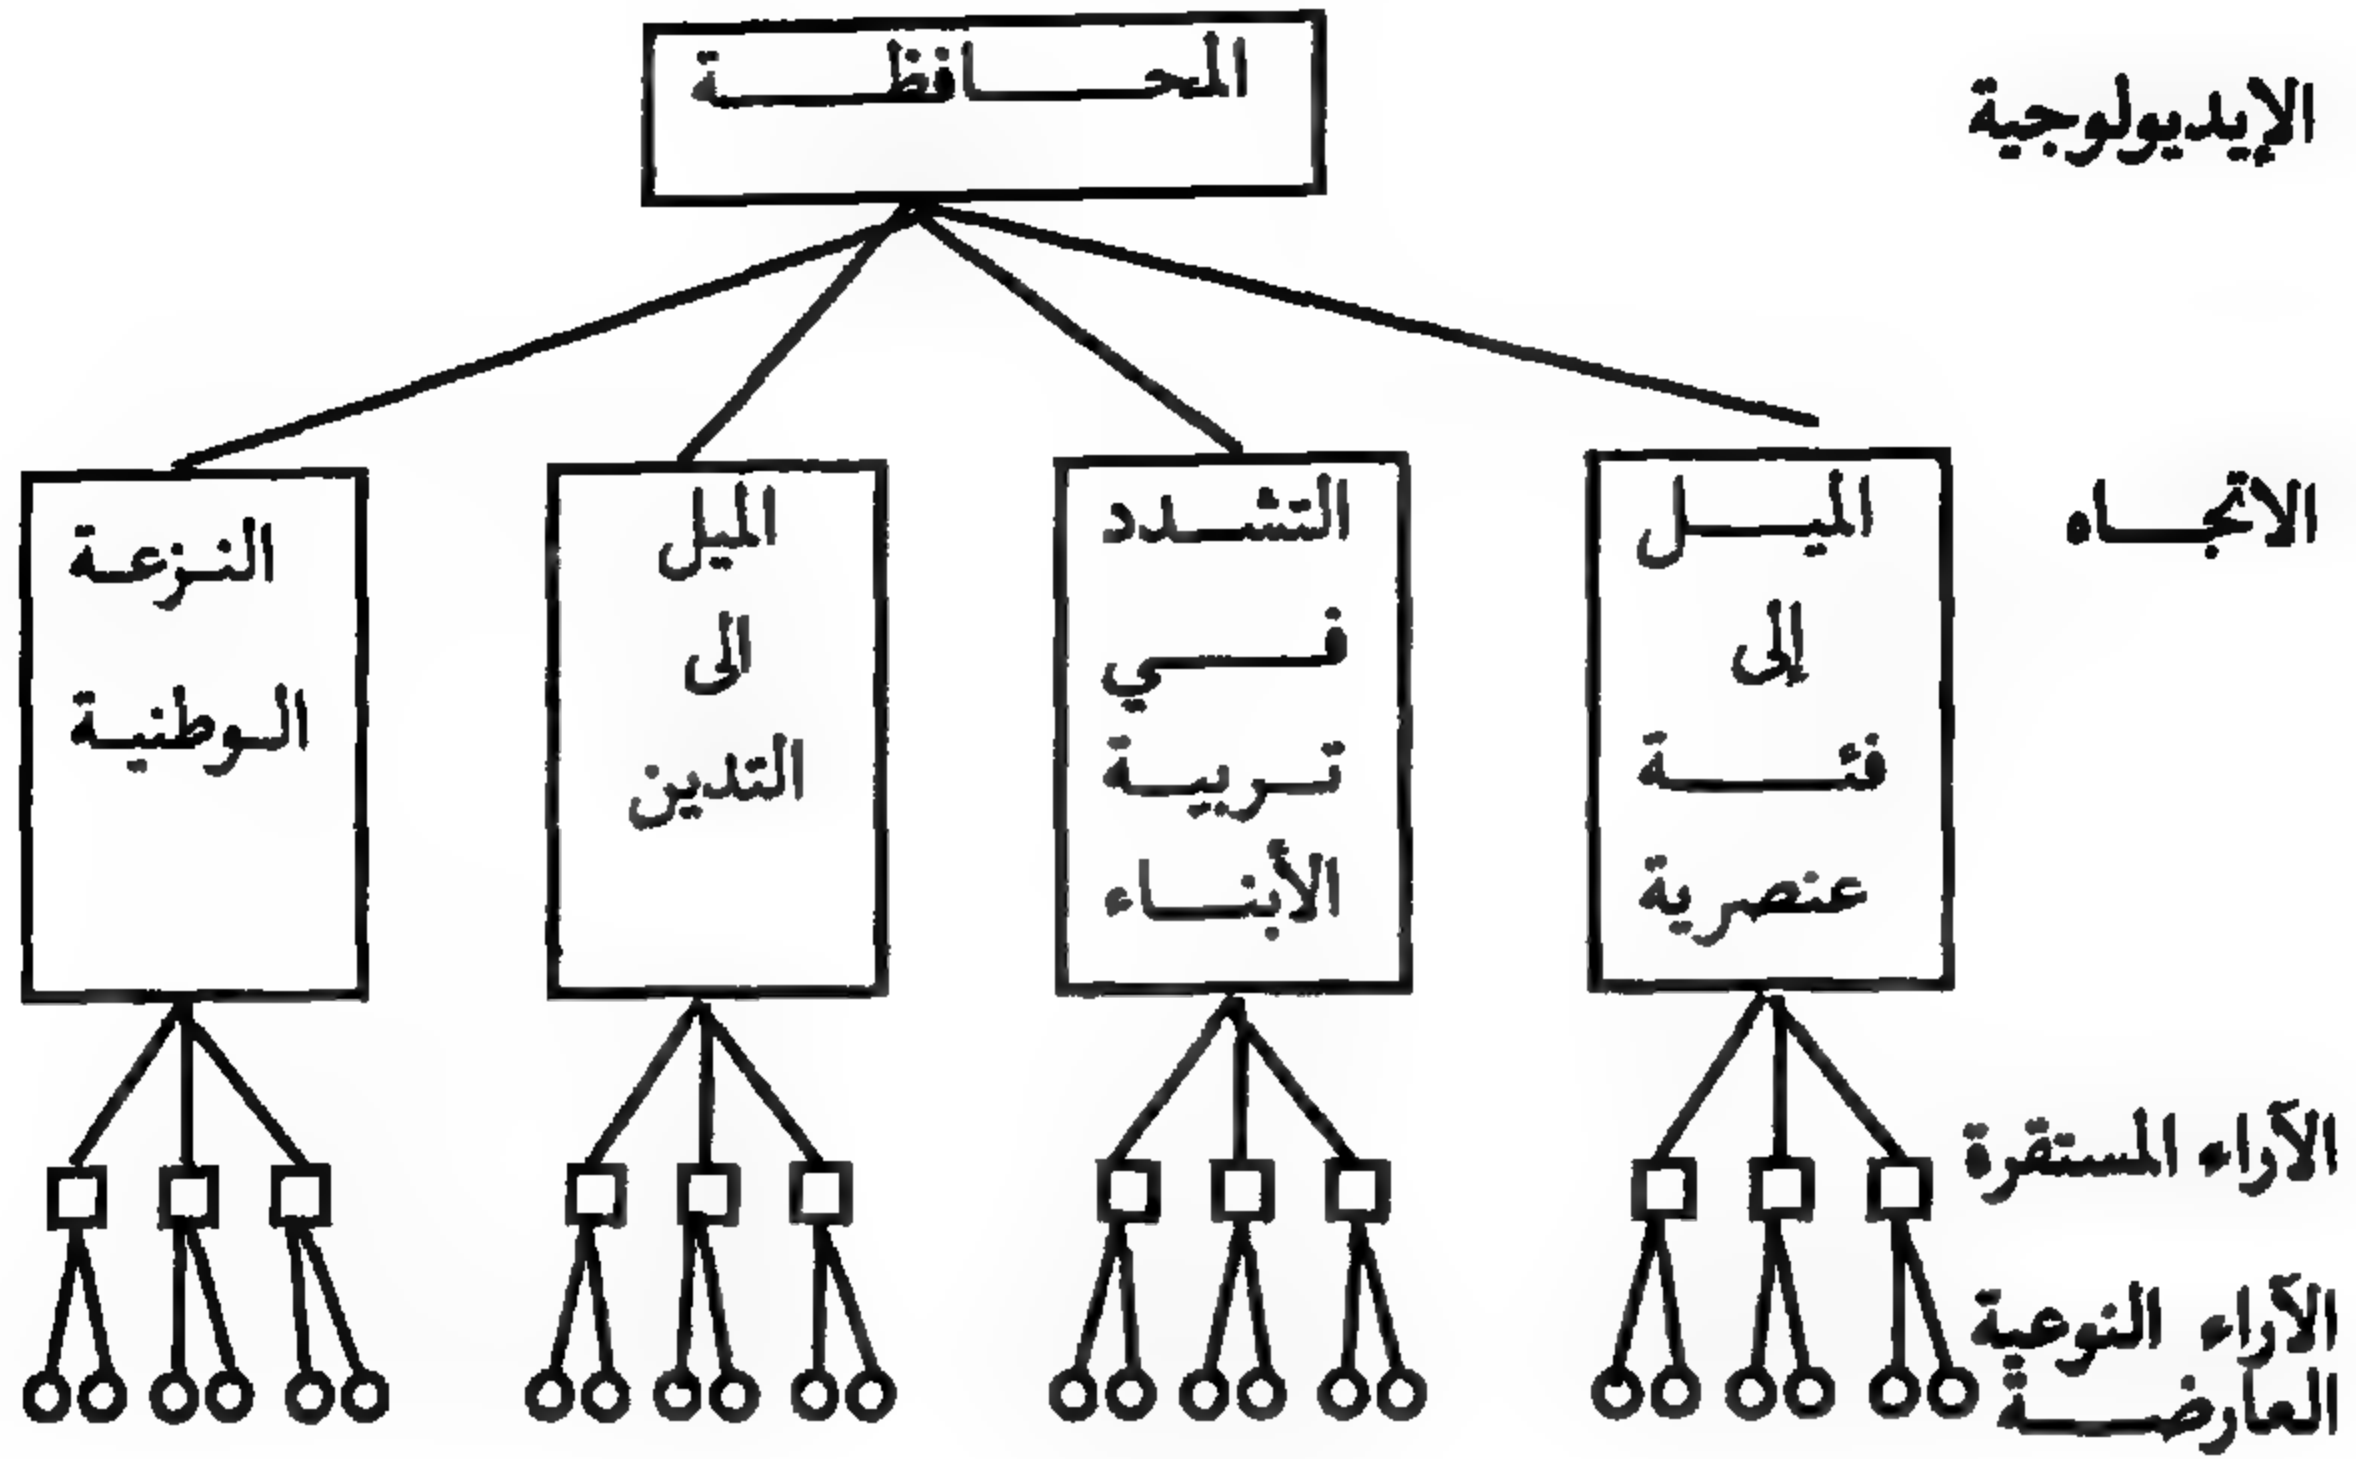 المحافظة
الإيديولوجية
الاتجاه
الميل
إلى
فئة
عنصرية
التشدد
في
تربية
الأبناء
الميل
الى
التدين
النزعة
الوطنية
الآراء المستقرة
الآراء النوعية
العارضة